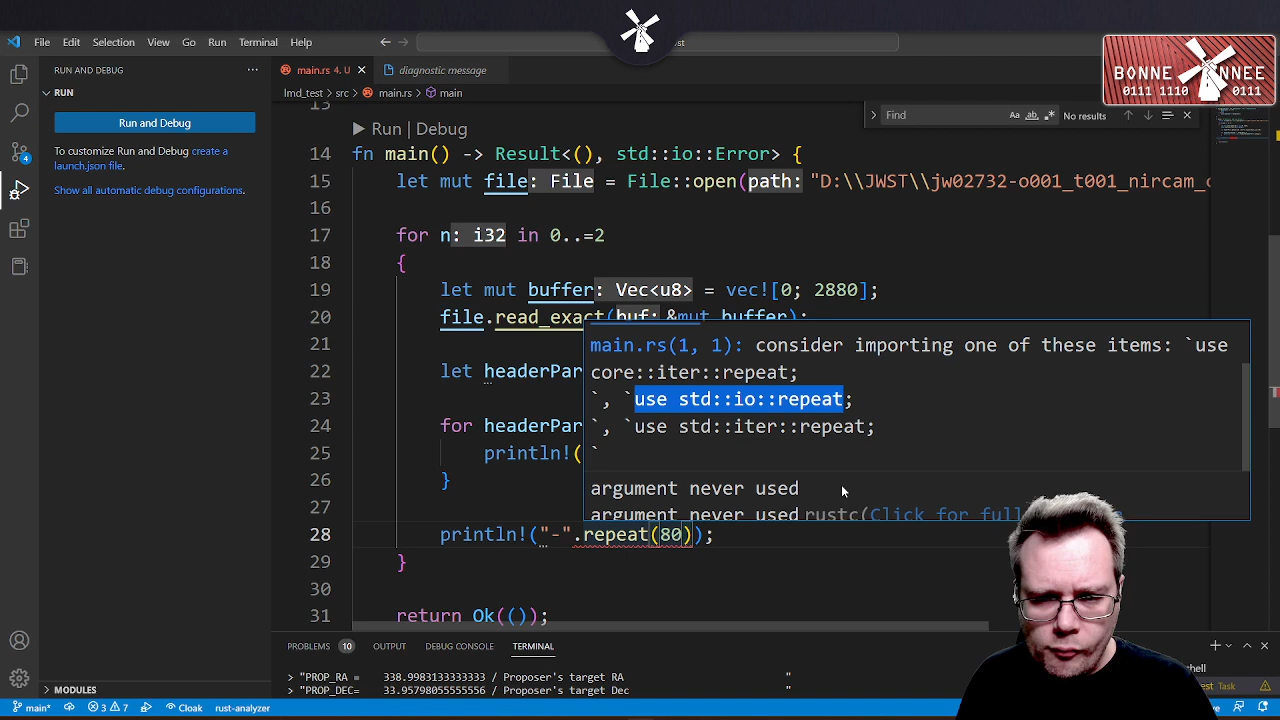 File Edit Selection View Go Run Terminal Help
BONNE ANNEE
0111 1110 0111
RUN AND DEBUG
main.rs 4, U
diagnostic message
RUN
lmd_test > src > main.rs > main
Find
Aa
ab
No results
Run and Debug
To customize Run and Debug create a
launch.json file.
Show all automatic debug configurations.
13
Run | Debug
14 fn main() -> Result<(), std::io::Error> {
15 let mut file: File = File::open(path: "D:\\JWST\\jw02732-o001_t001_nircam_c
16
17 for n: i32 in 0..=2
18 {
19 let mut buffer: Vec<u8> = vec![0; 2880];
20 file.read_exact(buf: &mut buffer);
21
22 let headerPar
23
24 for headerPar
25 println!(
26 }
27
28 println!("-".repeat(80));
29 }
30
31 return Ok(());
main.rs(1, 1): consider importing one of these items: `use
core::iter::repeat;
`, `use std::io::repeat;
`, `use std::iter::repeat;
`
argument never used
argument never used rustc(Click for full
PROBLEMS 10 OUTPUT DEBUG CONSOLE TERMINAL
> "PROP_RA = 338.998313333333 / Proposer's target RA "
> "PROP_DEC= 33.95798055555556 / Proposer's target Dec "
Task
MODULES
4
main* 3 7 Cloak rust-analyzer